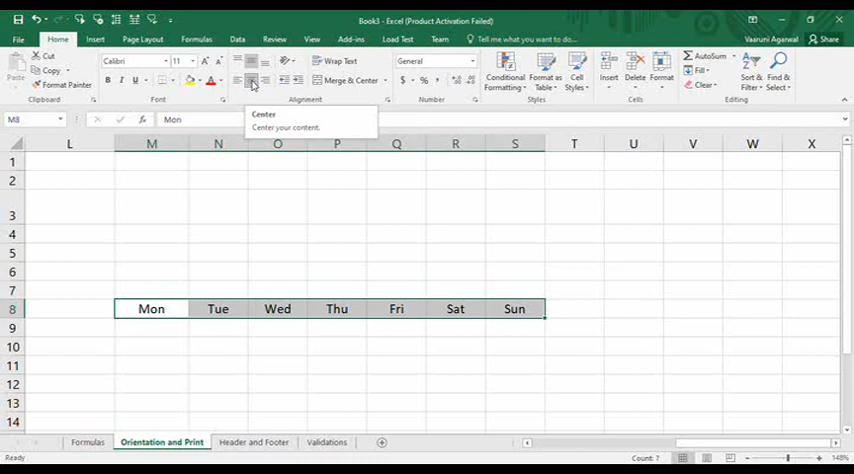 Book3 - Excel (Product Activation Failed)
File Home Insert Page Layout Formulas Data Review View Add-ins Load Test Team Tell me what you want to do... Vaaruni Agarwal Share
Cut
Copy
Format Painter
Paste
Clipboard
Calibri 11
B I U
Font
Wrap Text
Merge & Center
Alignment
General
$ % ,
Number
Conditional Formatting
Format as Table
Cell Styles
Styles
Insert Delete Format
Cells
AutoSum
Fill
Clear
Sort & Filter
Find & Select
Editing
M8 fx Mon
Center
Center your content.
L M N O P Q R S T U V W X
1
2
3
4
5
6
7
8 Mon Tue Wed Thu Fri Sat Sun
9
10
11
12
13
14
Formulas Orientation and Print Header and Footer Validations
Ready Count: 7 148%